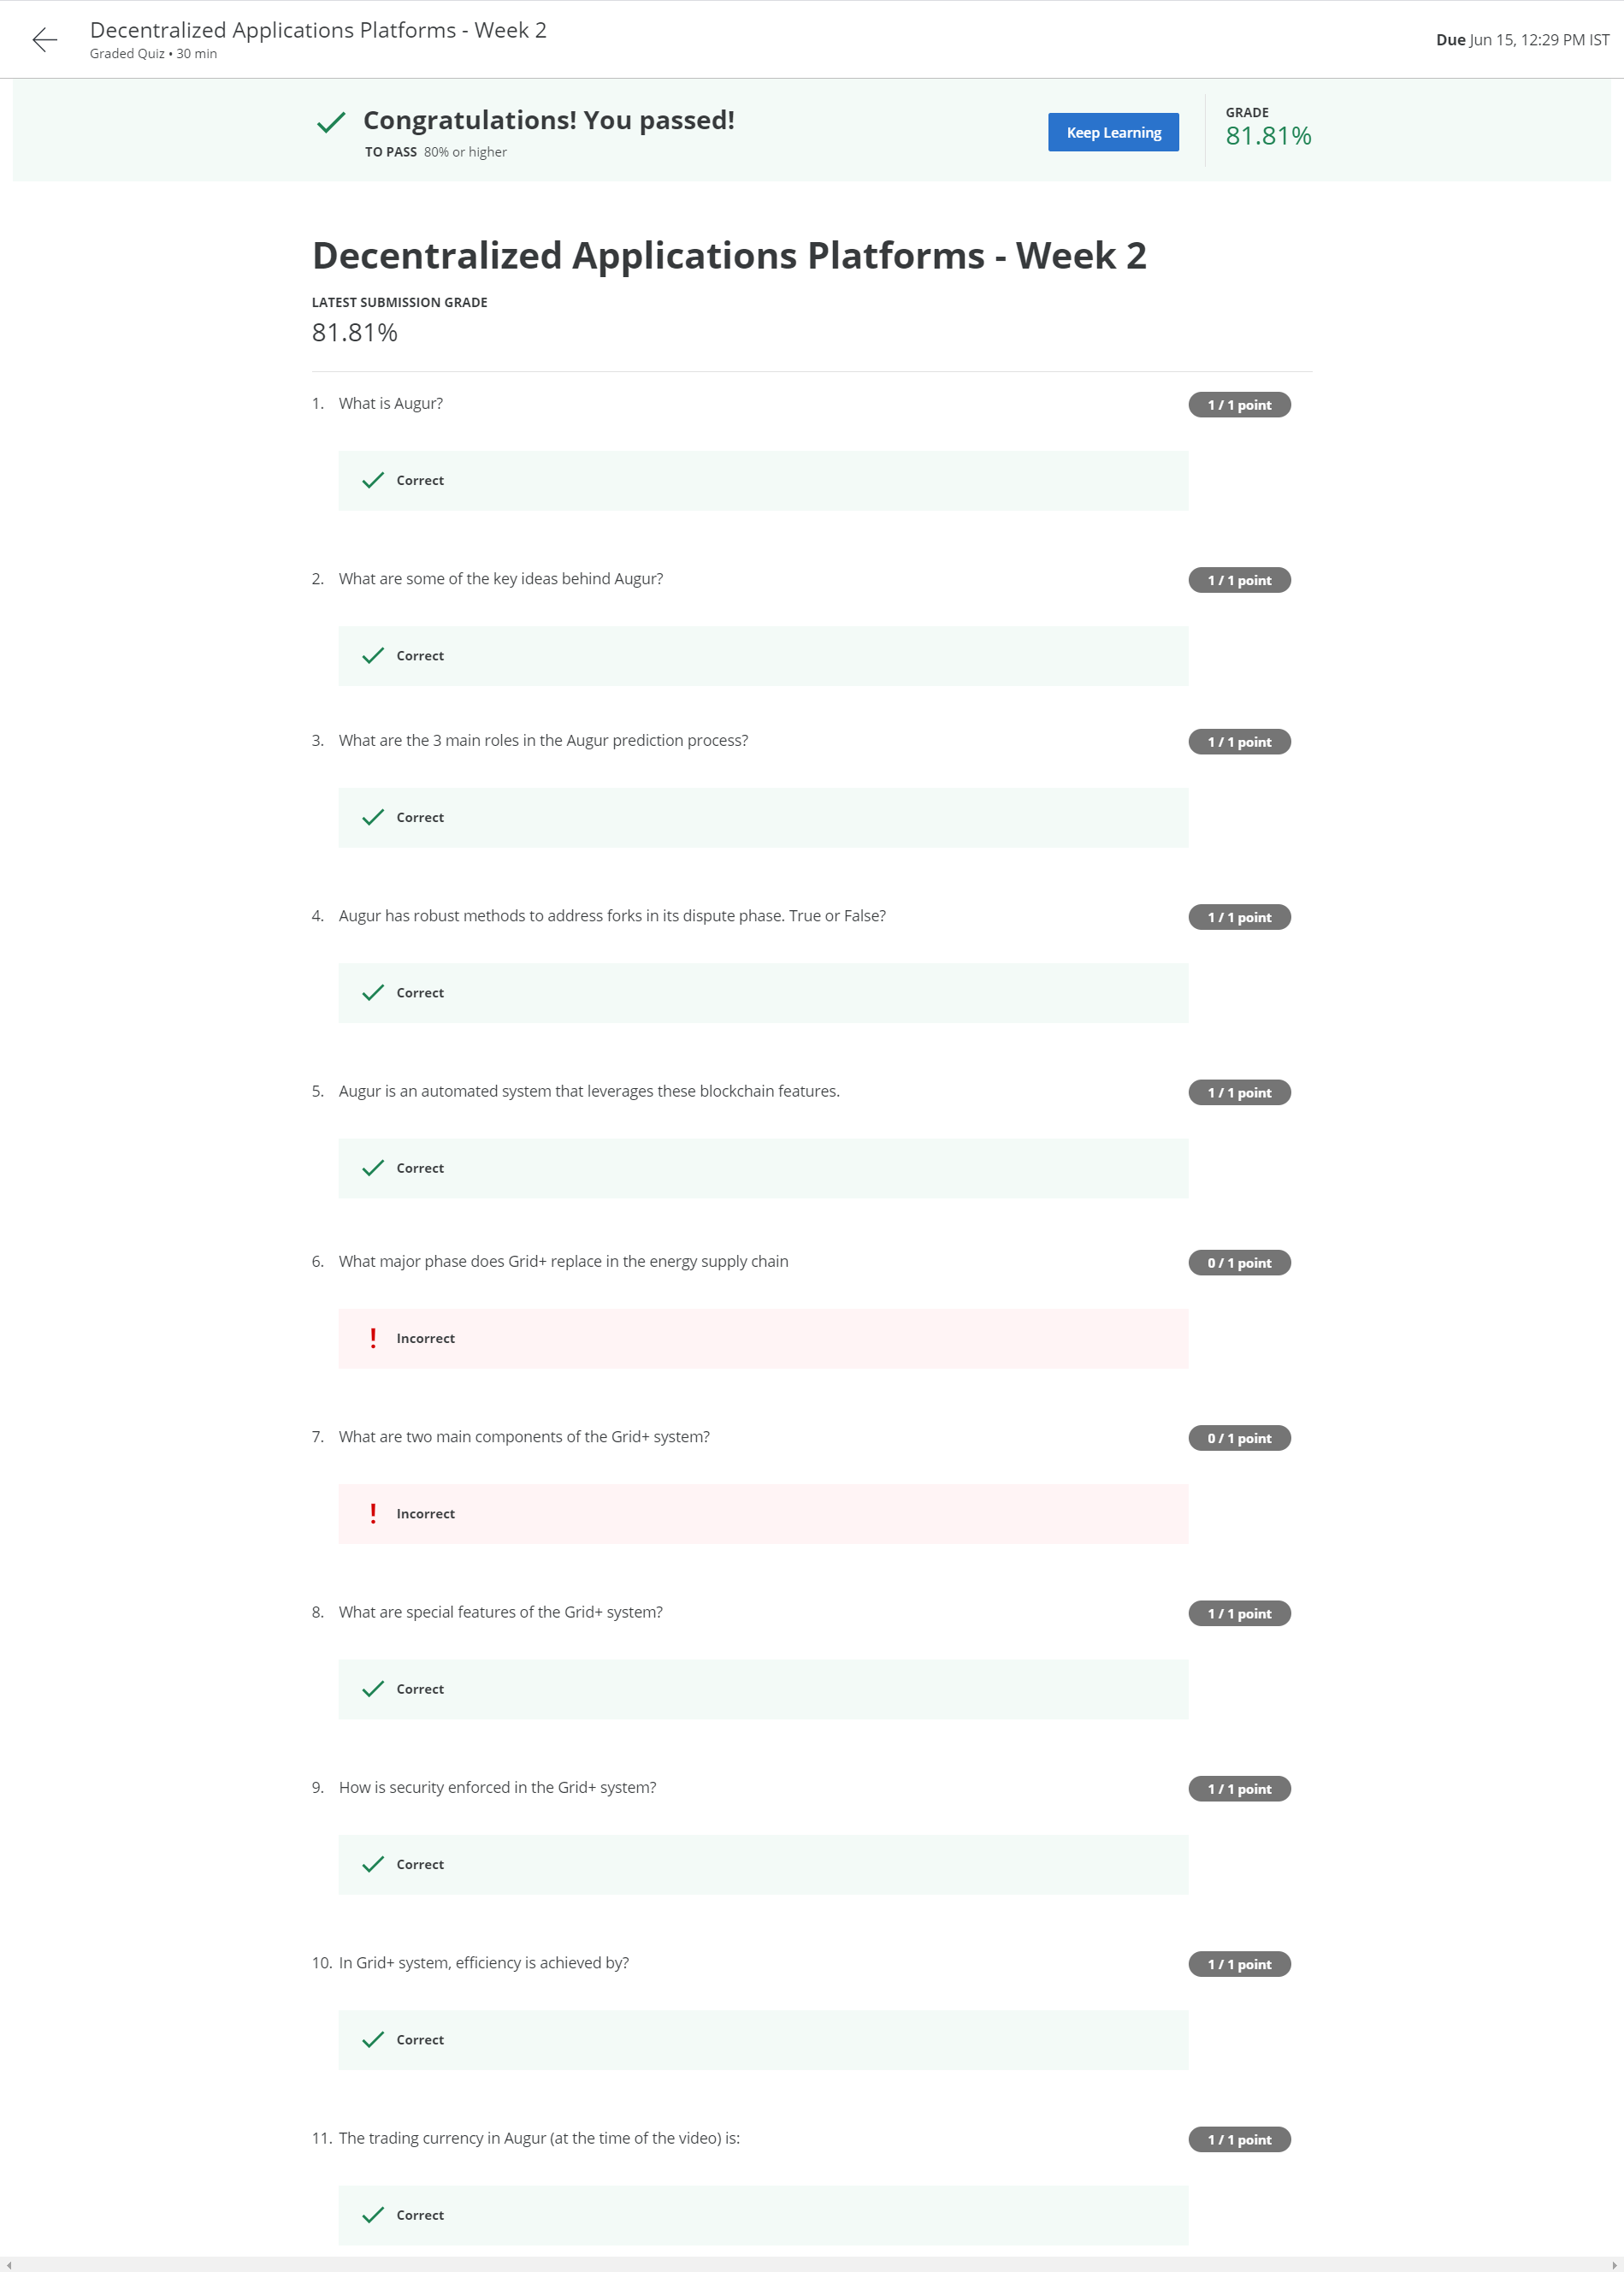 Decentralized Applications Platforms - Week 2
Graded Quiz • 30 min
Due Jun 15, 12:29 PM IST
Congratulations! You passed!
TO PASS 80% or higher
Keep Learning
GRADE
81.81%
Decentralized Applications Platforms - Week 2
LATEST SUBMISSION GRADE
81.81%
1. What is Augur?
1 / 1 point
Correct
2. What are some of the key ideas behind Augur?
1 / 1 point
Correct
3. What are the 3 main roles in the Augur prediction process?
1 / 1 point
Correct
4. Augur has robust methods to address forks in its dispute phase. True or False?
1 / 1 point
Correct
5. Augur is an automated system that leverages these blockchain features.
1 / 1 point
Correct
6. What major phase does Grid+ replace in the energy supply chain
0 / 1 point
Incorrect
7. What are two main components of the Grid+ system?
0 / 1 point
Incorrect
8. What are special features of the Grid+ system?
1 / 1 point
Correct
9. How is security enforced in the Grid+ system?
1 / 1 point
Correct
10. In Grid+ system, efficiency is achieved by?
1 / 1 point
Correct
11. The trading currency in Augur (at the time of the video) is:
1 / 1 point
Correct